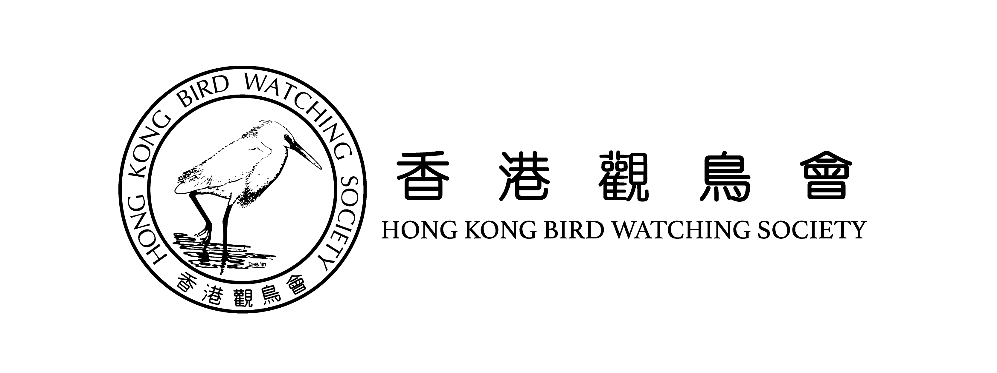 HONG KONG BIRD WATCHING SOCIETY
香港觀鳥會
香港觀鳥會
HONG KONG BIRD WATCHING SOCIETY